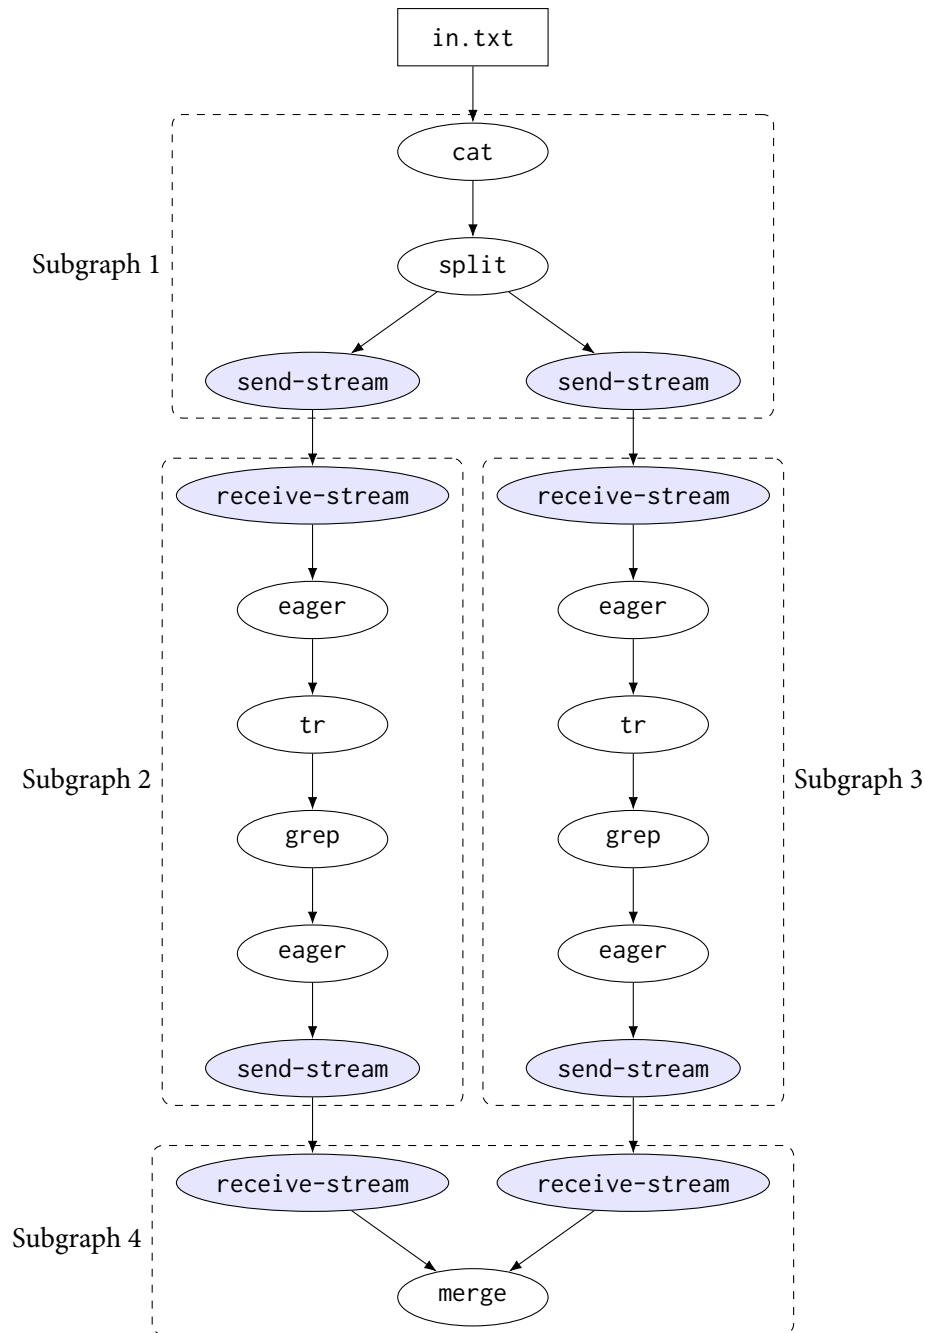 in.txt
cat
Subgraph 1
split
send-stream
send-stream
receive-stream
receive-stream
eager
eager
tr
tr
Subgraph 2
Subgraph 3
grep
grep
eager
eager
send-stream
send-stream
receive-stream
receive-stream
Subgraph 4
merge